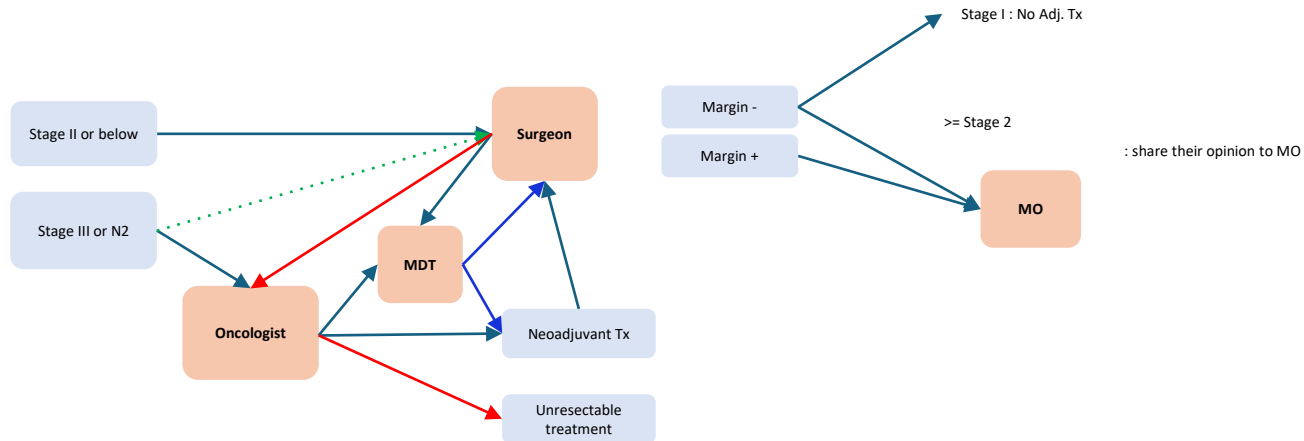 Stage II or below
Stage III or N2
Surgeon
MDT
Oncologist
Neoadjuvant Tx
Unresectable
treatment
Stage I : No Adj. Tx
Margin -
Margin +
>= Stage 2
: share their opinion to MO
MO